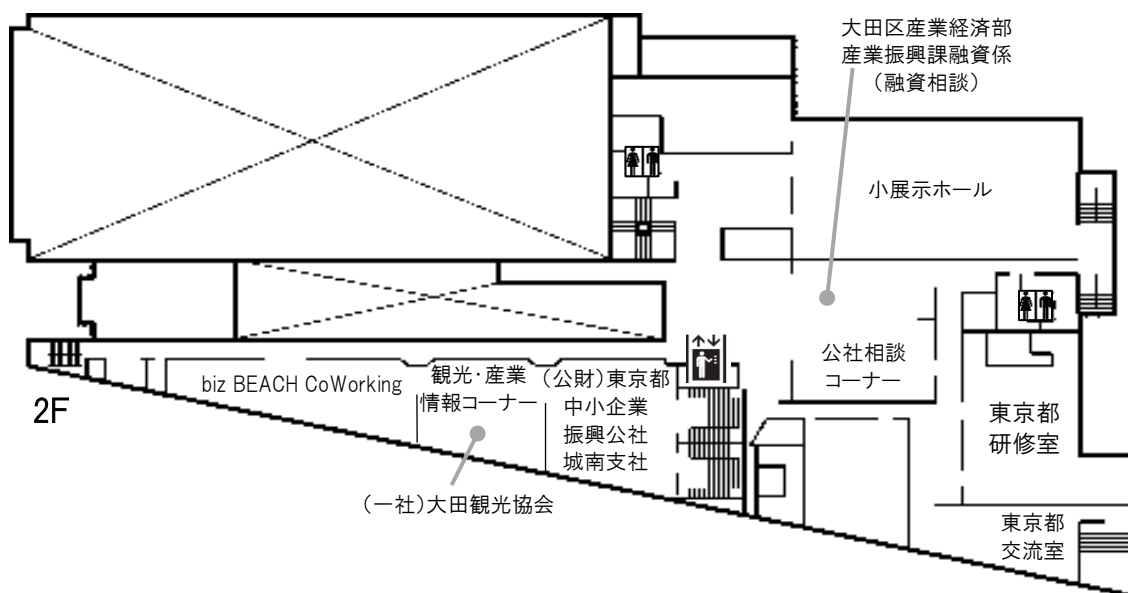 大田区産業経済部
産業振興課融資係
（融資相談）
小展示ホール
公社相談
コーナー
biz BEACH CoWorking
観光・産業
情報コーナー
（公財）東京都
中小企業
振興公社
城南支社
2F
東京都
研修室
（一社）大田観光協会
東京都
交流室